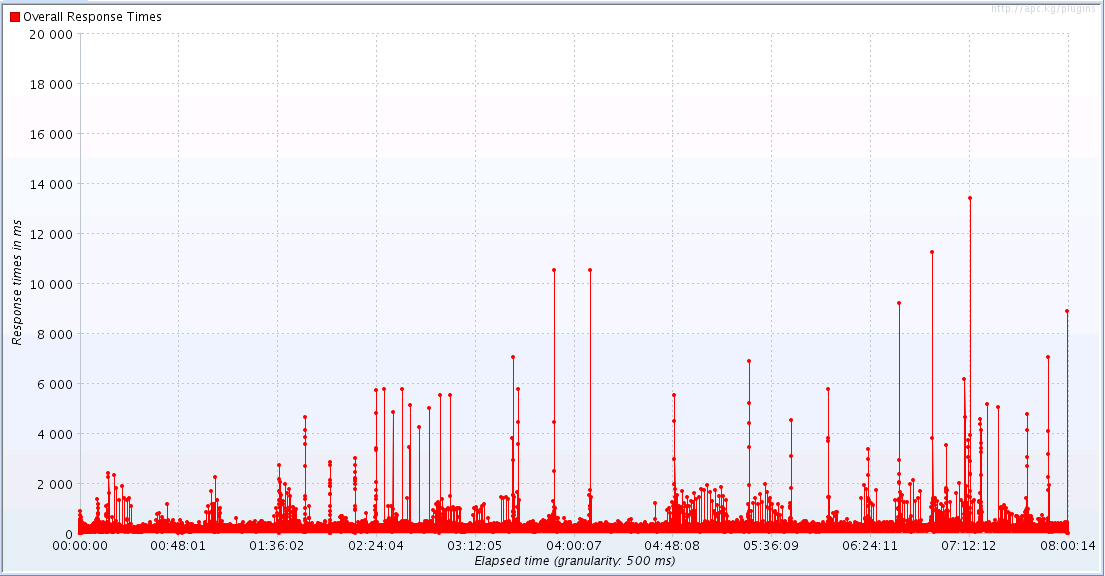 http://apc.kg/plugins
Overall Response Times
20 000
18 000
16 000
14 000
12 000
10 000
8 000
6 000
4 000
2 000
0
Response times in ms
00:00:00 00:48:01 01:36:02 02:24:04 03:12:05 04:00:07 04:48:08 05:36:09 06:24:11 07:12:12 08:00:14
Elapsed time (granularity: 500 ms)